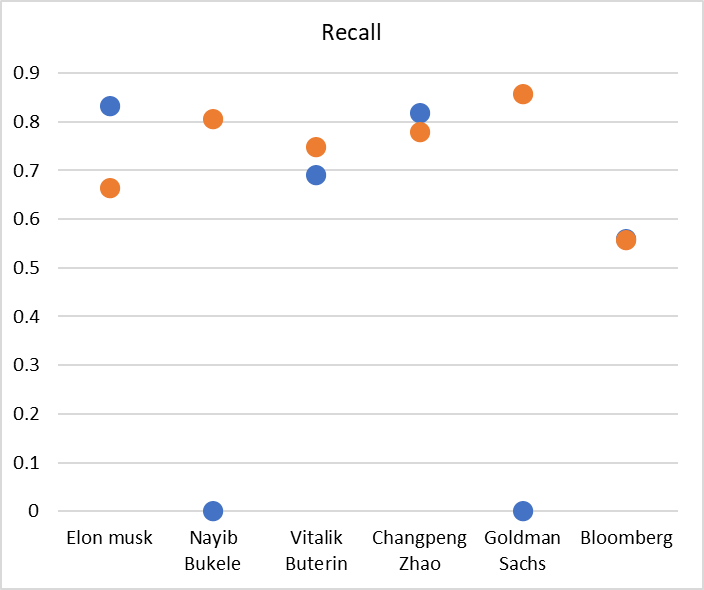 Recall
0.9
0.8
0.7
0.6
0.5
0.4
0.3
0.2
0.1
0
Elon musk
Nayib
Bukele
Vitalik
Buterin
Changpeng
Zhao
Goldman
Sachs
Bloomberg